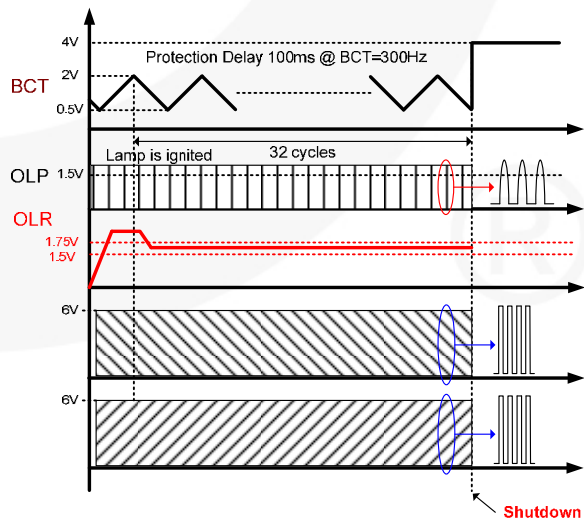 4V
Protection Delay 100ms @ BCT=300Hz
BCT
2V
0.5V
Lamp is ignited
32 cycles
OLP
1.5V
OLR
1.75V
1.5V
6V
6V
Shutdown
®